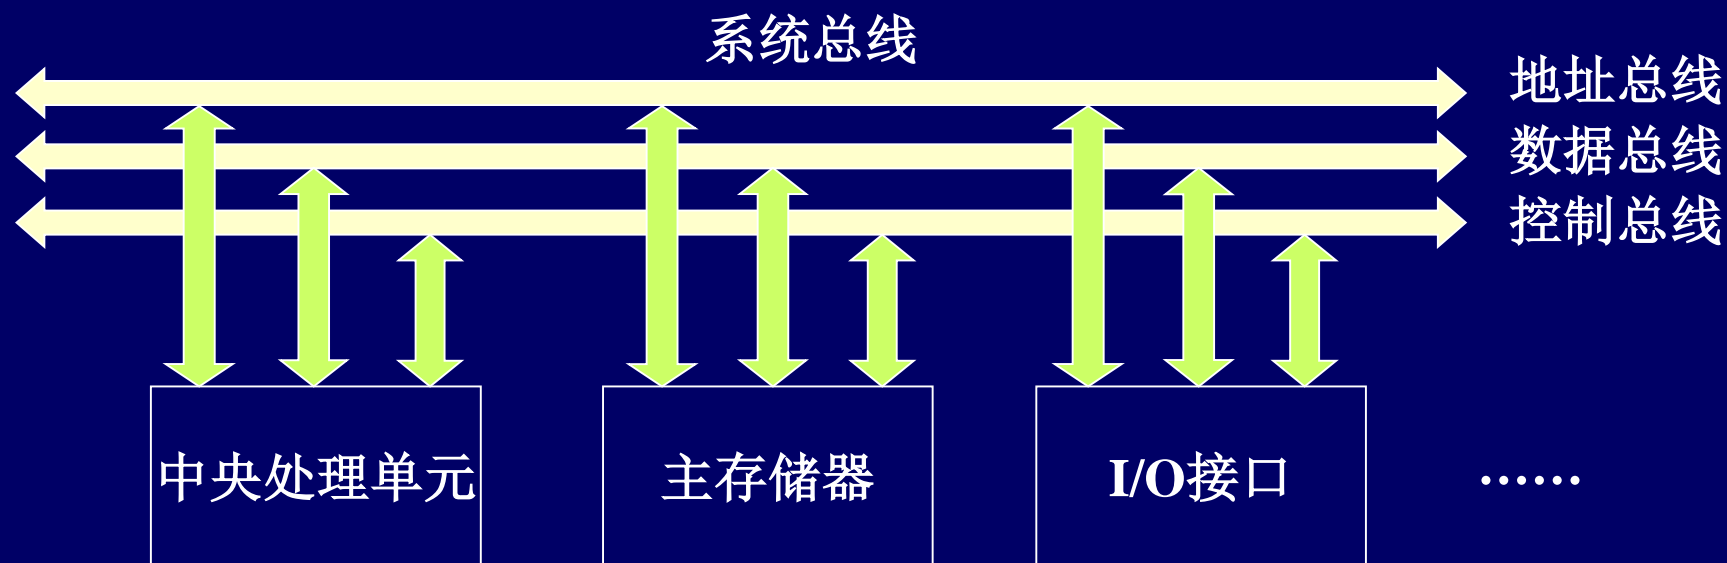 系统总线
地址总线
数据总线
控制总线
中央处理单元
主存储器
I/O接口
……